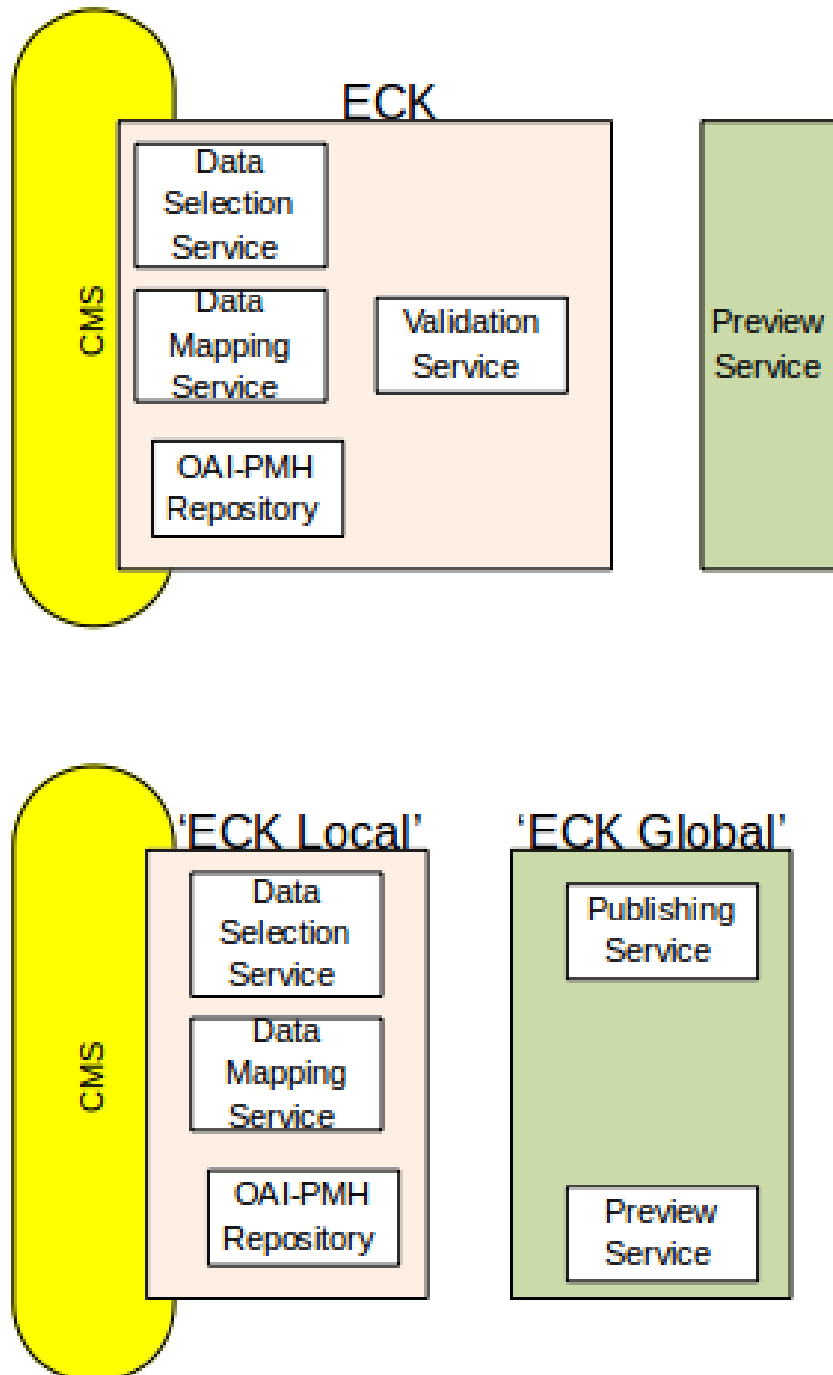 ECK
CMS
Data
Selection
Service
Data
Mapping
Service
OAI-PMH
Repository
Validation
Service
Preview
Service
'ECK Local'
'ECK Global'
CMS
Data
Selection
Service
Data
Mapping
Service
OAI-PMH
Repository
Publishing
Service
Preview
Service